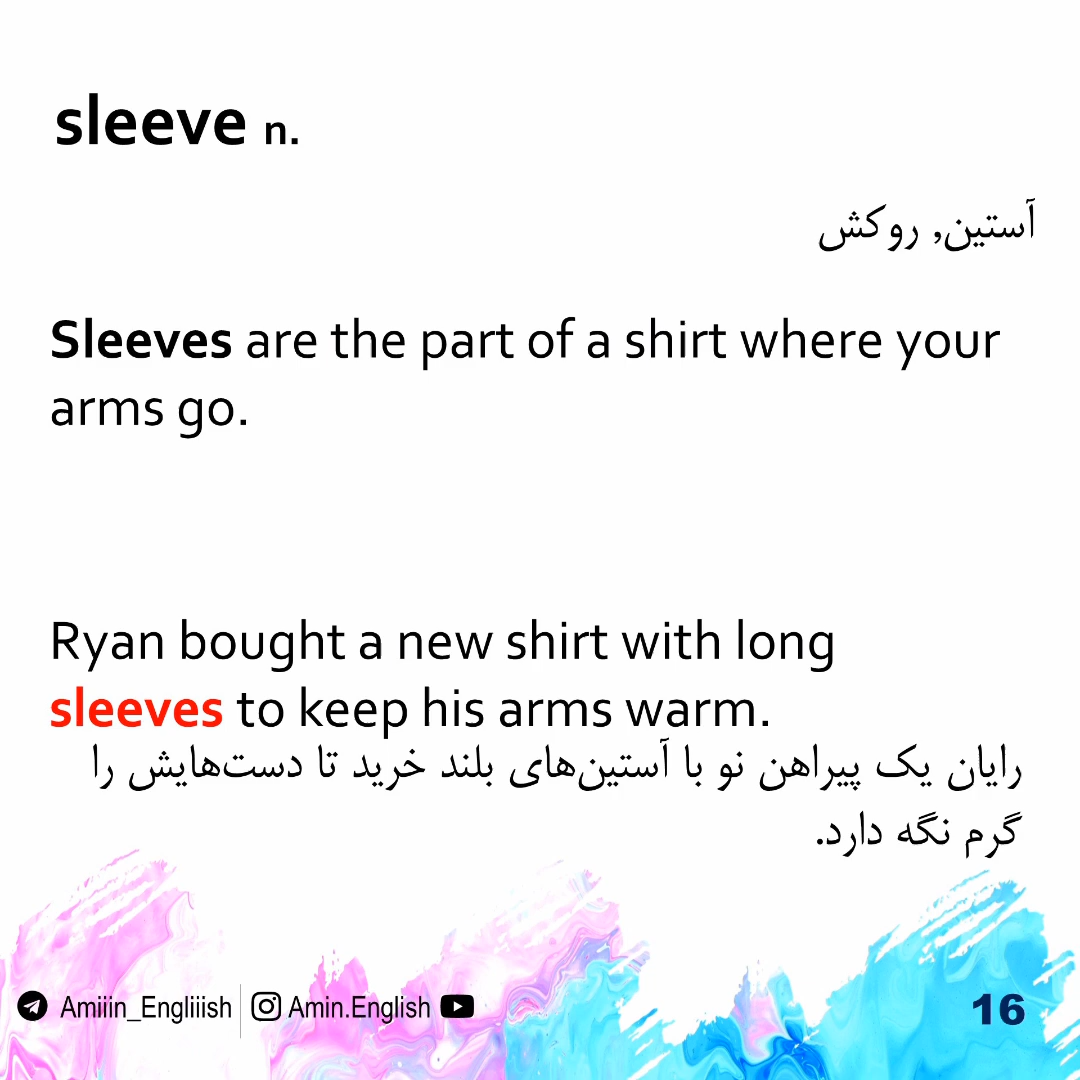 sleeve n.
آستین, روکش
Sleeves are the part of a shirt where your
arms go.
Ryan bought a new shirt with long
sleeves to keep his arms warm.
رایان یک پیراهن نو با آستین‌های بلند خرید تا دست‌هایش را
گرم نگه دارد.
Amiiin_Engliiish Amin.English 16